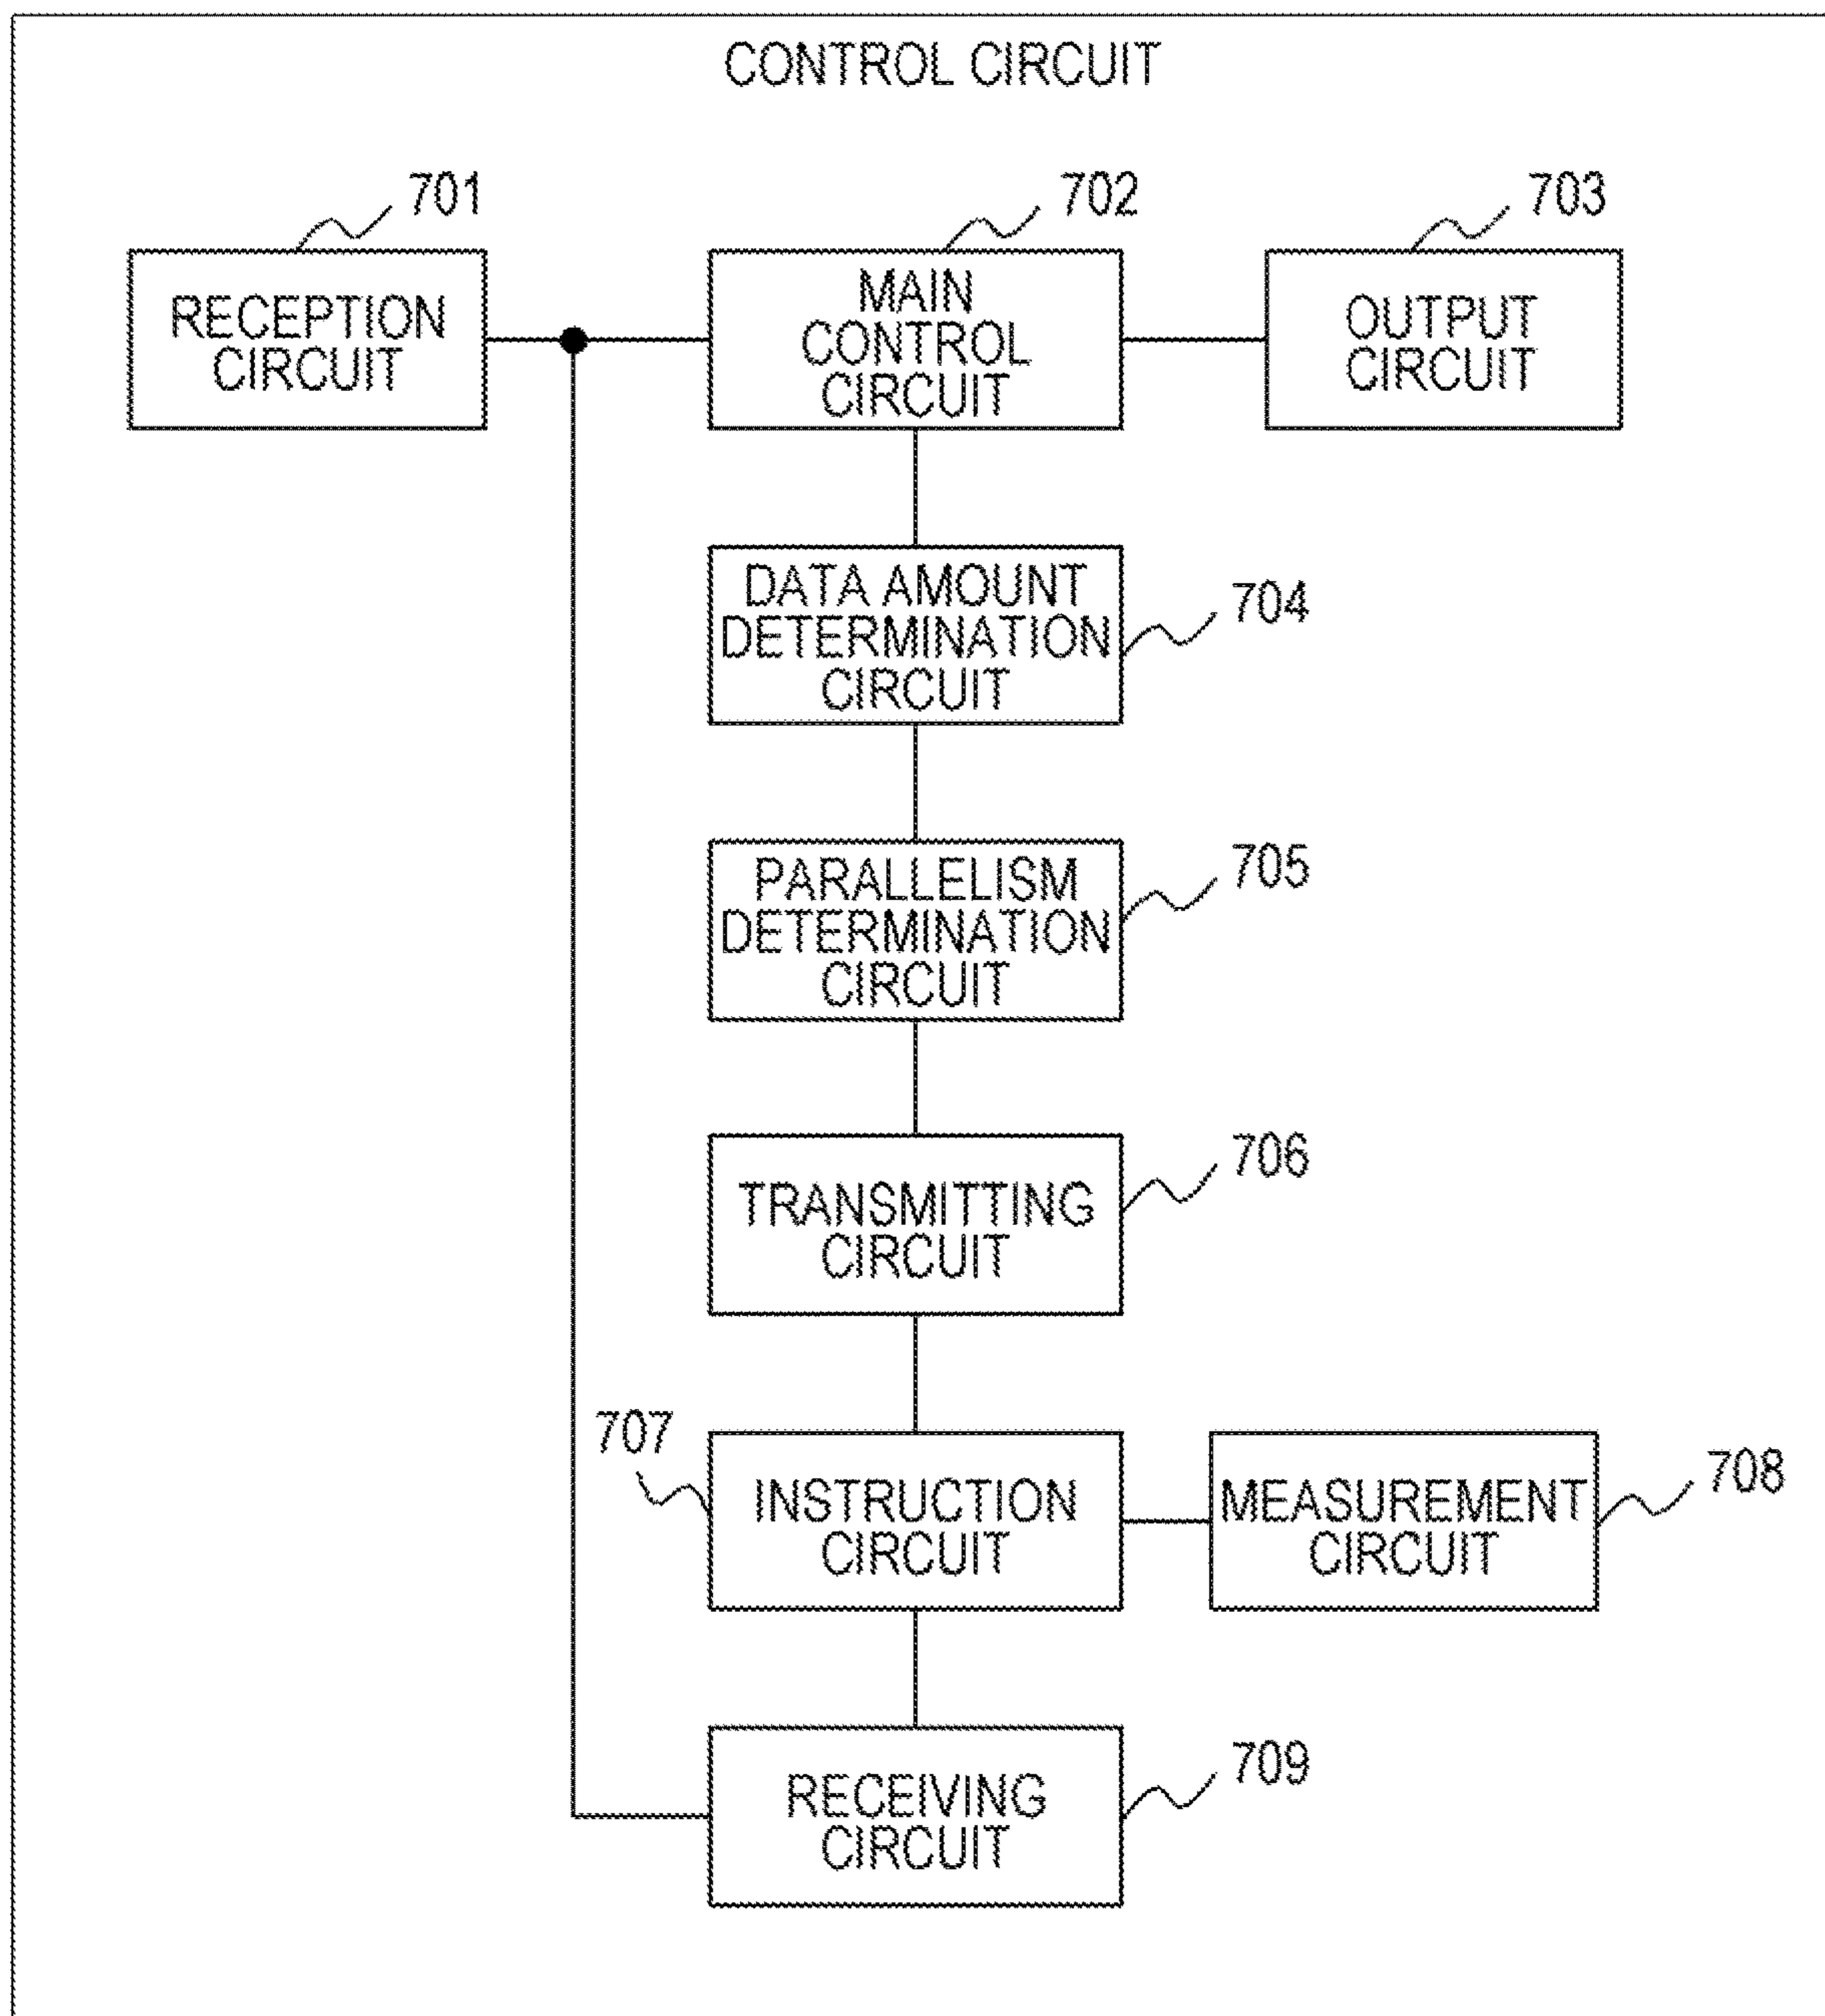 CONTROL CIRCUIT
701
RECEPTION
CIRCUIT
702
MAIN
CONTROL
CIRCUIT
703
OUTPUT
CIRCUIT
704
DATA AMOUNT
DETERMINATION
CIRCUIT
705
PARALLELISM
DETERMINATION
CIRCUIT
706
TRANSMITTING
CIRCUIT
707
INSTRUCTION
CIRCUIT
708
MEASUREMENT
CIRCUIT
709
RECEIVING
CIRCUIT